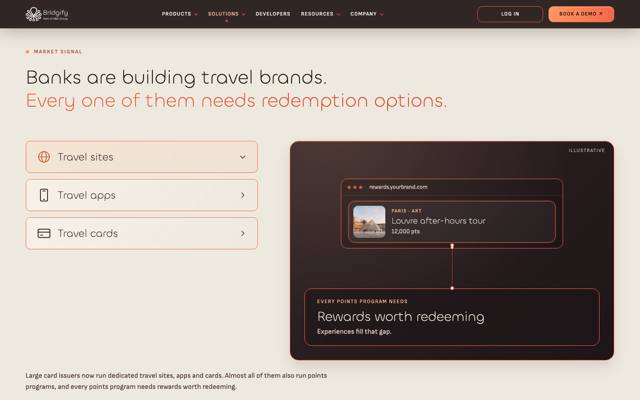 Bridgify
PRODUCTS
SOLUTIONS
DEVELOPERS
RESOURCES
COMPANY
LOG IN
BOOK A DEMO ↗
MARKET SIGNAL
Banks are building travel brands.
Every one of them needs redemption options.
Travel sites
Travel apps
Travel cards
ILLUSTRATIVE
rewards.yourbrand.com
PARIS · ART
Louvre after-hours tour
12,000 pts
EVERY POINTS PROGRAM NEEDS
Rewards worth redeeming
Experiences fill that gap.
Large card issuers now run dedicated travel sites, apps and cards. Almost all of them also run points
programs, and every points program needs rewards worth redeeming.